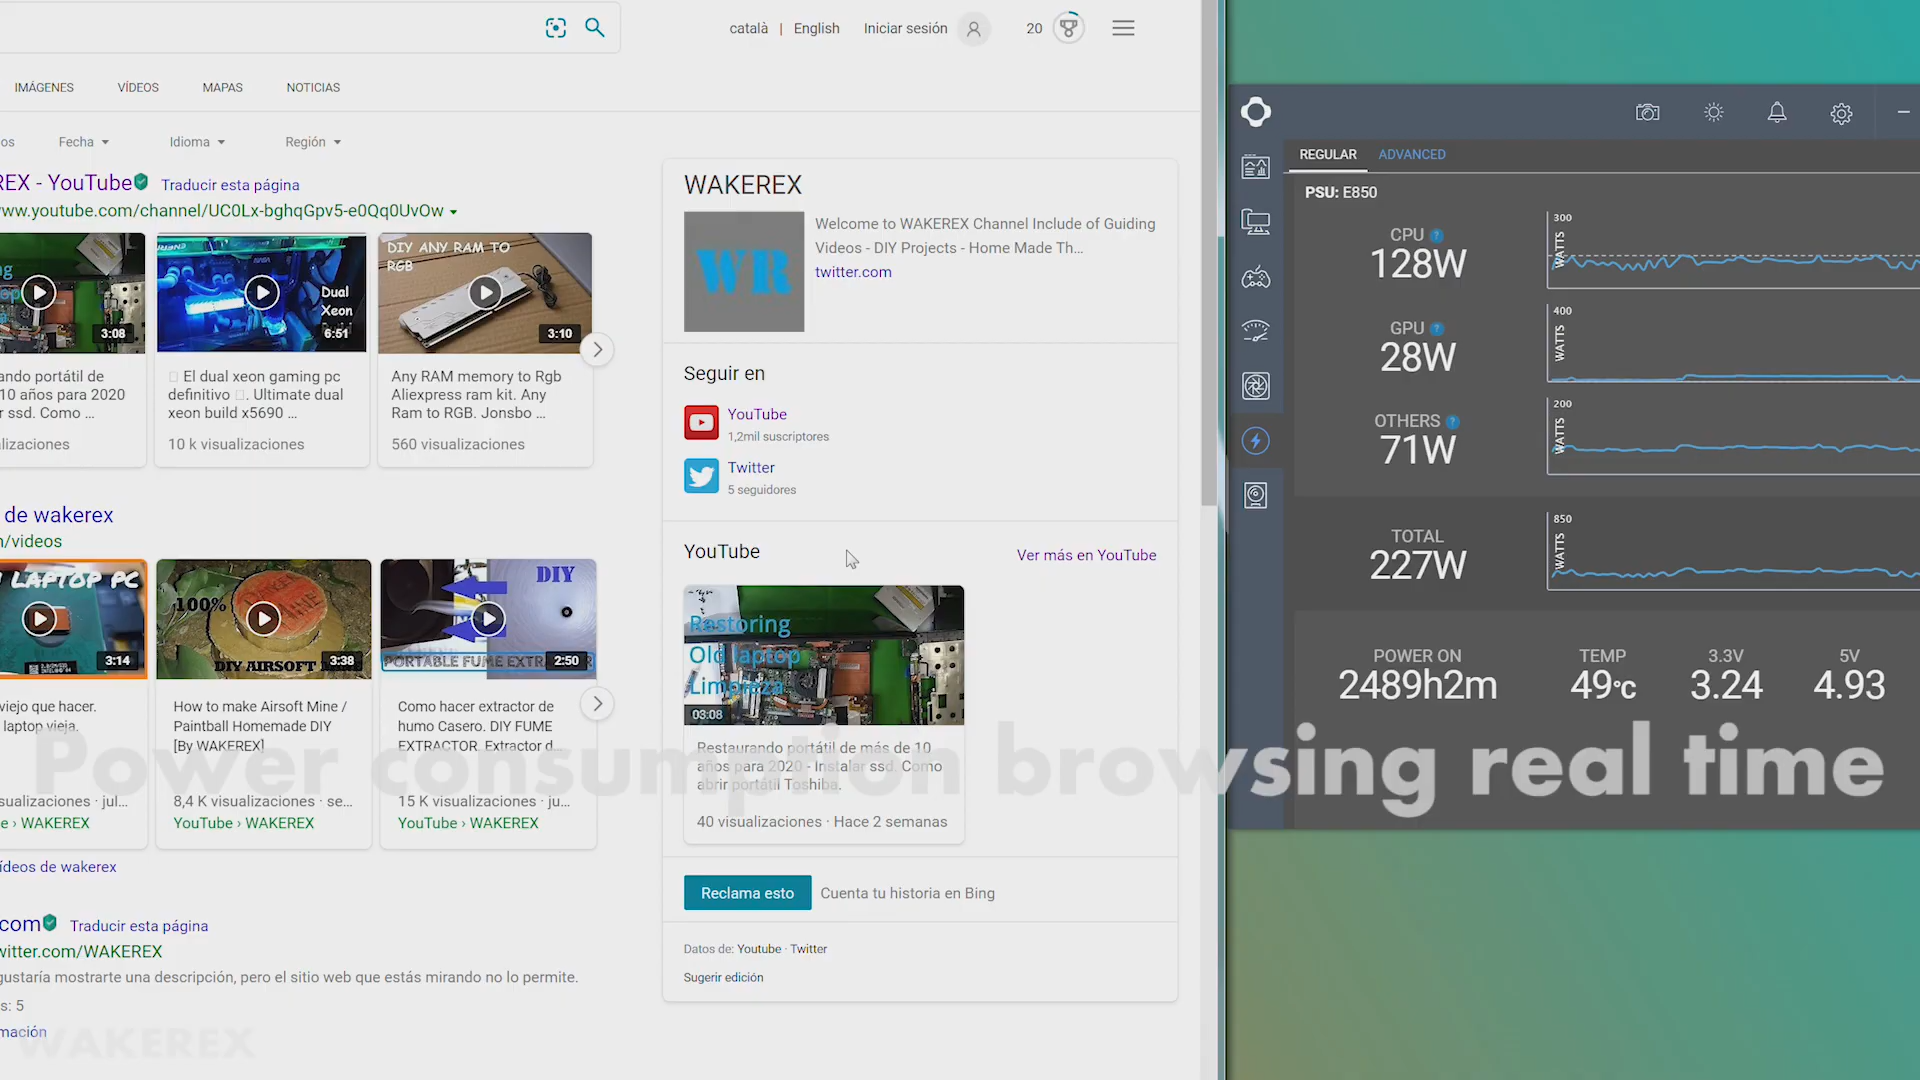 català | English Iniciar sesión 20
IMÁGENES VÍDEOS MAPAS NOTICIAS
os Fecha Idioma Región
REX - YouTube Traducir esta página
ww.youtube.com/channel/UC0Lx-bghqGpv5-e0Qq0UvOw
3:08
Dual
Xeon
6:51
DIY ANY RAM TO
RGB
3:10
ando portátil de
10 años para 2020
r ssd. Como ...
alizaciones
El dual xeon gaming pc
definitivo . Ultimate dual
xeon build x5690 ...
10 k visualizaciones
Any RAM memory to Rgb
Aliexpress ram kit. Any
Ram to RGB. Jonsbo ...
560 visualizaciones
de wakerex
n/videos
LAPTOP PC
3:14
100%
DIY AIRSOFT MINE
3:38
DIY
PORTABLE FUME EXTRA
2:50
viejo que hacer.
laptop vieja.
sualizaciones · jul...
e › WAKEREX
How to make Airsoft Mine /
Paintball Homemade DIY
[By WAKEREX]
8,4 K visualizaciones · se...
YouTube › WAKEREX
Como hacer extractor de
humo Casero. DIY FUME
EXTRACTOR. Extractor d...
15 K visualizaciones · ju...
YouTube › WAKEREX
ídeos de wakerex
com Traducir esta página
witter.com/WAKEREX
gustaría mostrarte una descripción, pero el sitio web que estás mirando no lo permite.
s: 5
mación
WAKEREX
WAKEREX
WR
Welcome to WAKEREX Channel Include of Guiding
Videos - DIY Projects - Home Made Th...
twitter.com
Seguir en
YouTube
1,2mil suscriptores
Twitter
5 seguidores
YouTube Ver más en YouTube
Restoring
Old laptop
Limpieza
03:08
Restaurando portátil de más de 10
años para 2020 - Instalar ssd. Como
abrir portátil Toshiba.
40 visualizaciones · Hace 2 semanas
Reclama esto Cuenta tu historia en Bing
Datos de: Youtube · Twitter
Sugerir edición
Power consumption browsing real time
REGULAR ADVANCED
PSU: E850
CPU
128W
300
WATTS
GPU
28W
400
WATTS
OTHERS
71W
200
WATTS
TOTAL
227W
850
WATTS
POWER ON TEMP 3.3V 5V
2489h2m 49°C 3.24 4.93